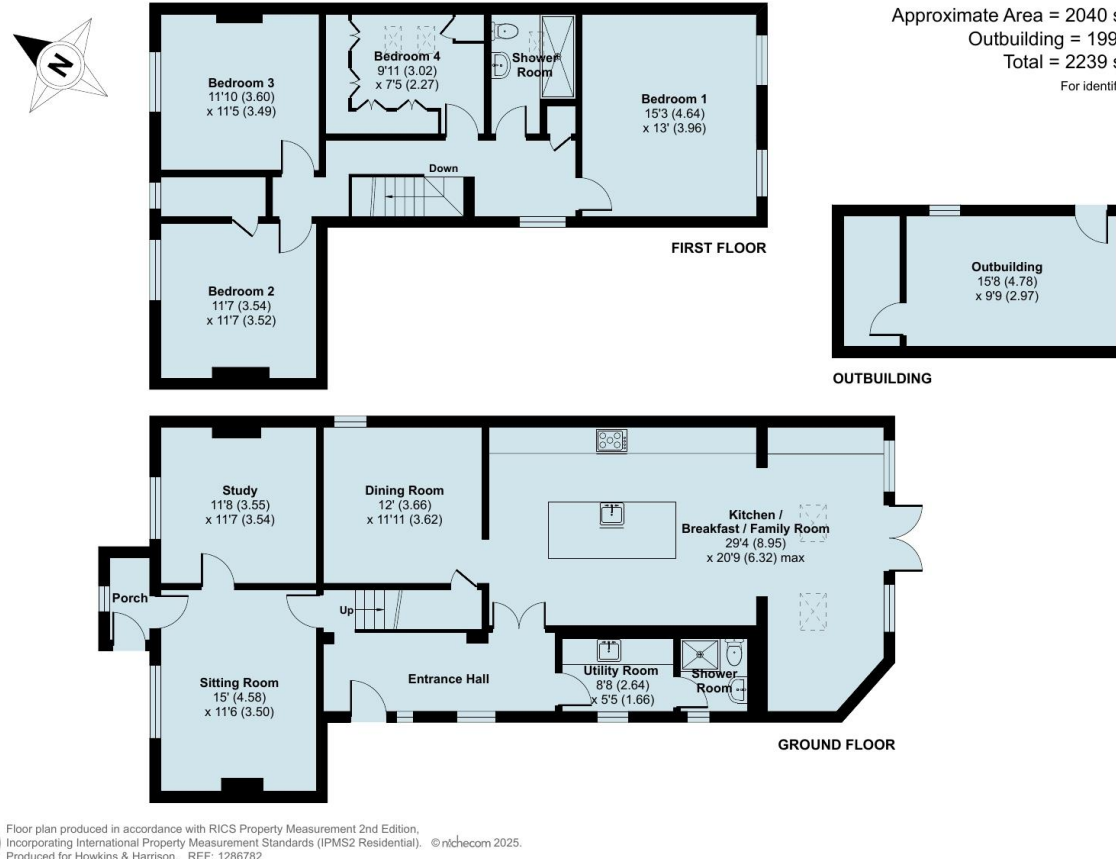 Approximate Area = 2040 s
Outbuilding = 199
Total = 2239 s
For identif
N
Bedroom 3
11'10 (3.60)
x 11'5 (3.49)
Bedroom 4
9'11 (3.02)
x 7'5 (2.27)
Shower
Room
Bedroom 1
15'3 (4.64)
x 13' (3.96)
Down
Bedroom 2
11'7 (3.54)
x 11'7 (3.52)
FIRST FLOOR
Outbuilding
15'8 (4.78)
x 9'9 (2.97)
OUTBUILDING
Study
11'8 (3.55)
x 11'7 (3.54)
Dining Room
12' (3.66)
x 11'11 (3.62)
Kitchen /
Breakfast / Family Room
29'4 (8.95)
x 20'9 (6.32) max
Porch
Up
Sitting Room
15' (4.58)
x 11'6 (3.50)
Entrance Hall
Utility Room
8'8 (2.64)
x 5'5 (1.66)
Shower
Room
GROUND FLOOR
Floor plan produced in accordance with RICS Property Measurement 2nd Edition,
Incorporating International Property Measurement Standards (IPMS2 Residential). © nichecom 2025.
Produced for Howkins & Harrison. REF: 1286782